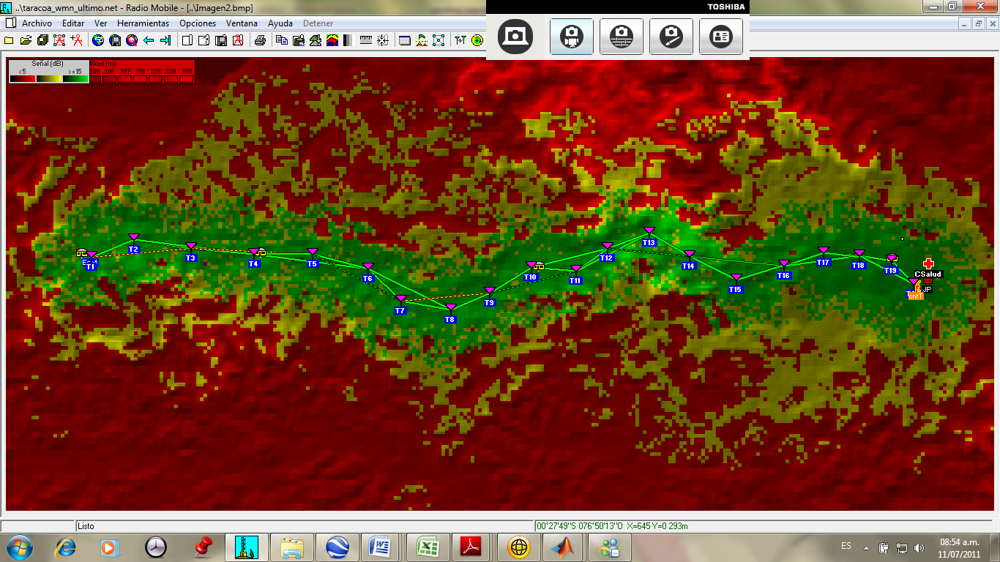 ..\taracoa_wmn_ultimo.net - Radio Mobile - [..\Imagen2.bmp]
TOSHIBA
Archivo Editar Ver Herramientas Opciones Ventana Ayuda Detener
Señal (dB)
<5 >=15
(m)
296 307 318 328 339 350
T13
T2
T12
T3
T17
T4
T5
T14
T18
T1
T19
T16
CSalud
T10
T6
T11
T15
JP
T9
T7
T8
Listo
00°27'49''S 076°50'13''O X=645 Y=0 293m
ES
08:54 a.m.
11/07/2011